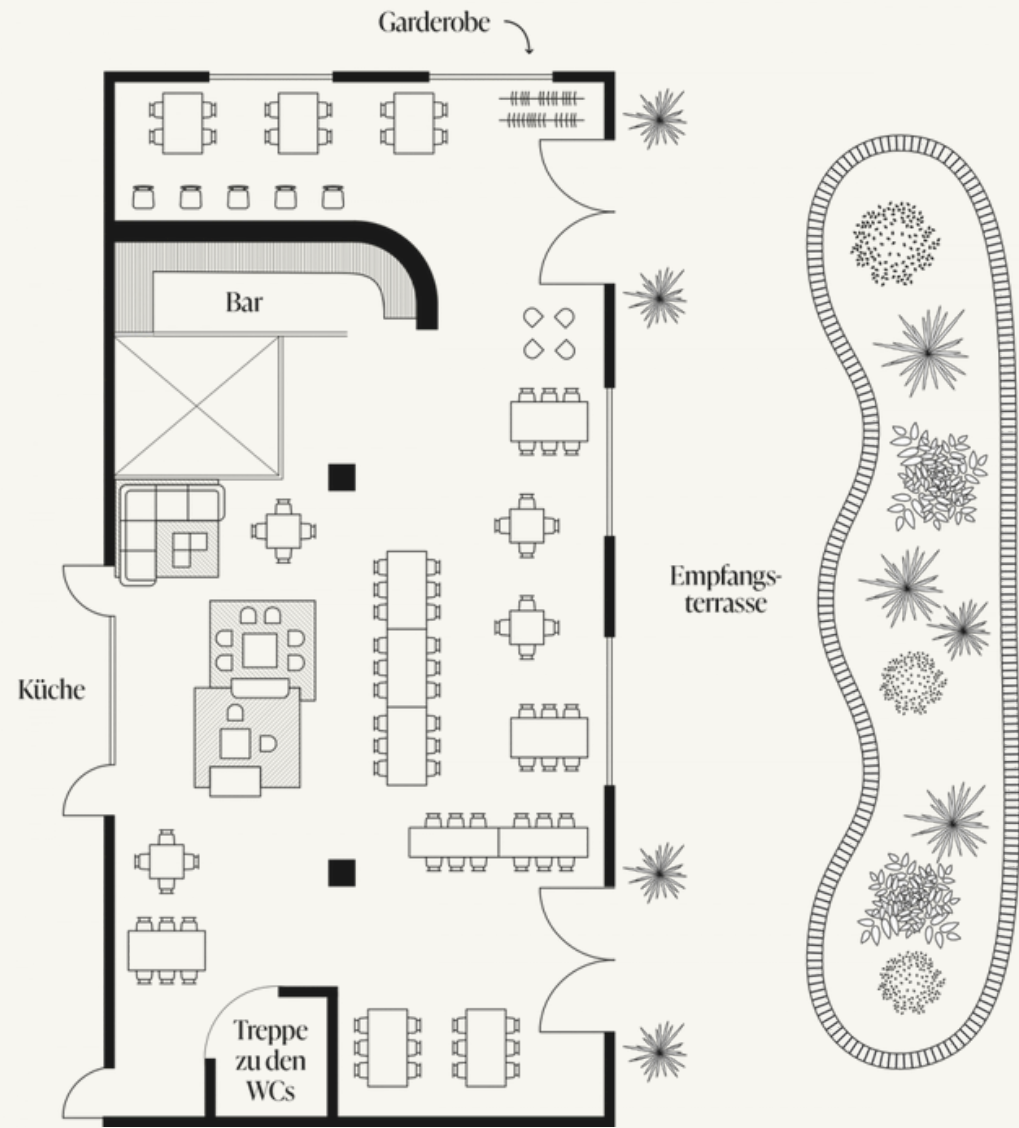 Garderobe
Bar
Empfangs-
terrasse
Küche
Treppe
zu den
WCs